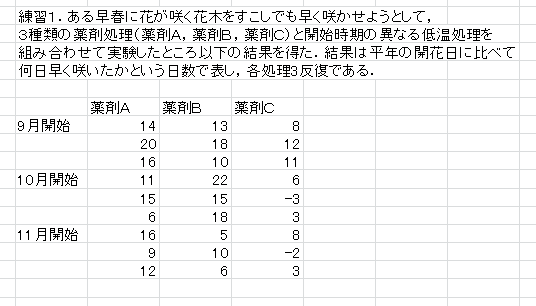 練習1．ある早春に花が咲く花木をすこしでも早く咲かせようとして，
3種類の薬剤処理(薬剤A，薬剤B，薬剤C)と開始時期の異なる低温処理を
組み合わせて実験したところ以下の結果を得た．結果は平年の開花日に比べて
何日早く咲いたかという日数で表し，各処理3反復である．
薬剤A 薬剤B 薬剤C
9月開始 14 13 8
20 18 12
16 10 11
10月開始 11 22 6
15 15 -3
6 18 3
11月開始 16 5 8
9 10 -2
12 6 3